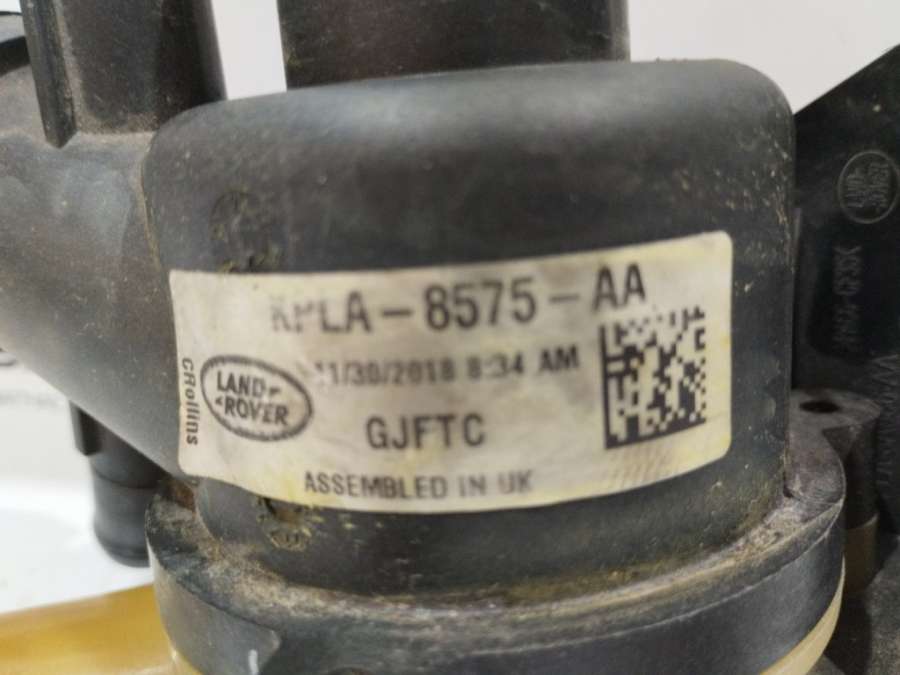 KPLA-8575-AA
11/30/2018 8:34 AM
LAND
ROVER
GJFTC
CRollins
ASSEMBLED IN UK